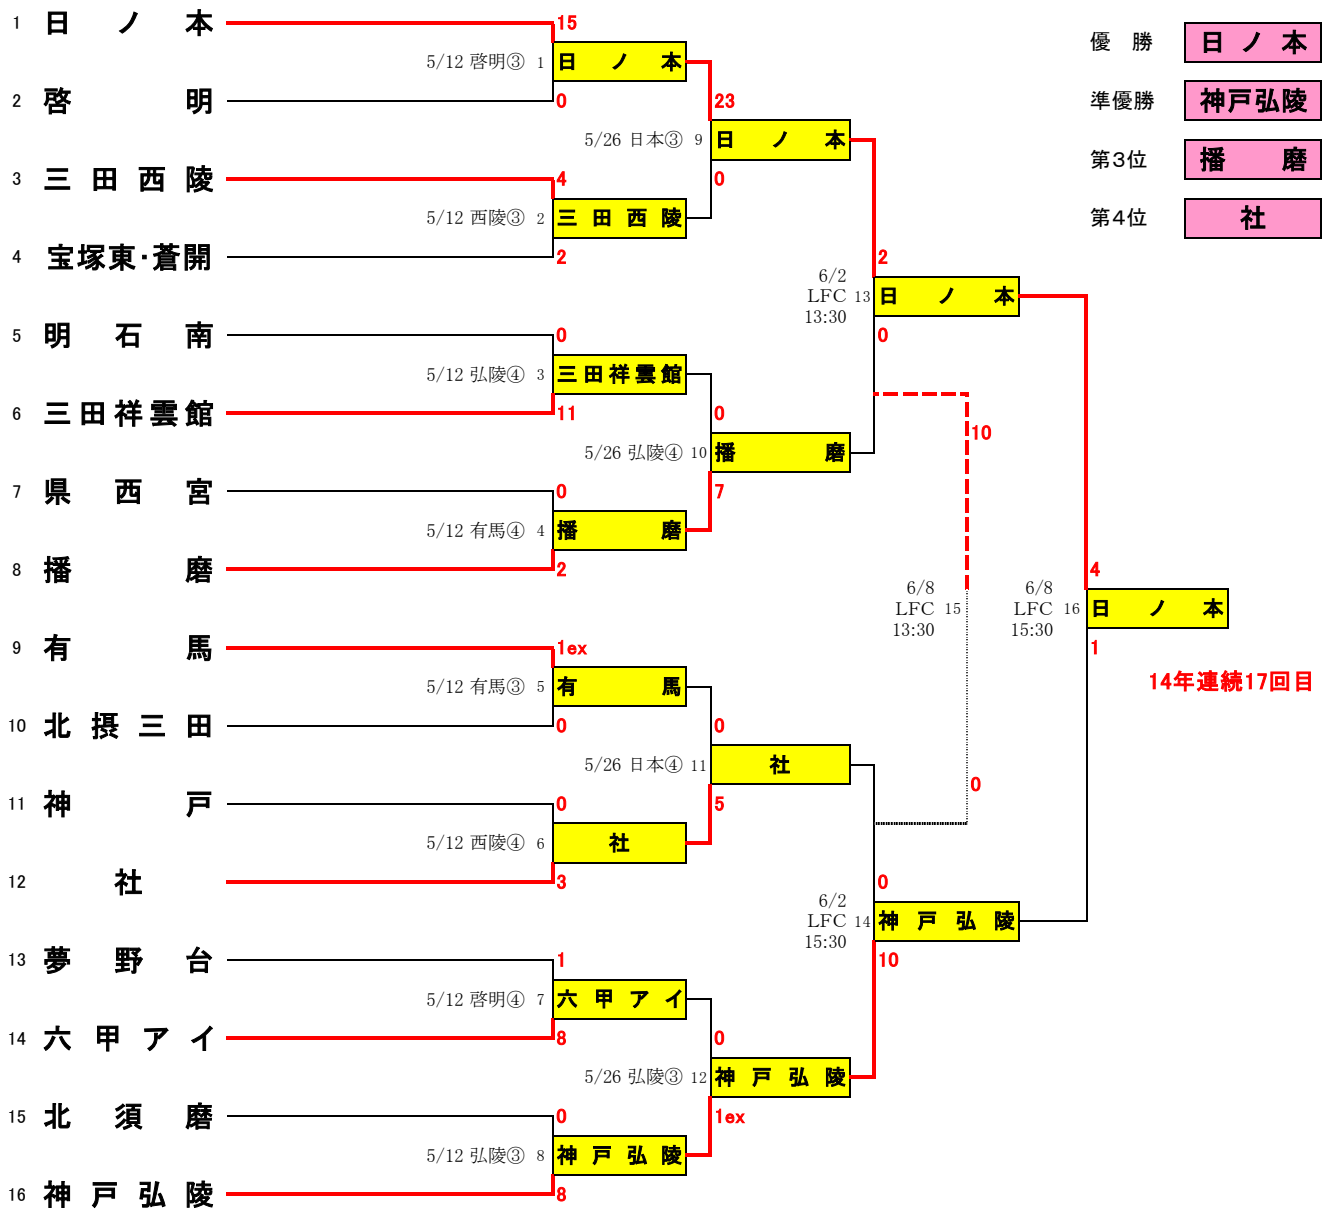 1 日ノ本 15
5/12 啓明③ 1 日ノ本
2 啓明 0
23
5/26 日本③ 9 日ノ本
3 三田西陵 4
0
5/12 西陵③ 2 三田西陵
4 宝塚東・蒼開 2
2
6/2
LFC 13 日ノ本
13:30
5 明石南 0
0
5/12 弘陵④ 3 三田祥雲館
6 三田祥雲館 11
0
10
5/26 弘陵④ 10 播磨
7 県西宮 0
7
5/12 有馬④ 4 播磨
8 播磨 2
4
6/8
LFC 15
13:30
6/8
LFC 16 日ノ本
15:30
1
14年連続17回目
9 有馬 1ex
5/12 有馬③ 5 有馬
10 北摂三田 0
0
5/26 日本④ 11 社
0
11 神戸 0
5
5/12 西陵④ 6 社
12 社 3
0
6/2
LFC 14 神戸弘陵
15:30
13 夢野台 1
10
5/12 啓明④ 7 六甲アイ
14 六甲アイ 8
0
5/26 弘陵③ 12 神戸弘陵
15 北須磨 0
1ex
5/12 弘陵③ 8 神戸弘陵
16 神戸弘陵 8
優勝 日ノ本
準優勝 神戸弘陵
第3位 播磨
第4位 社